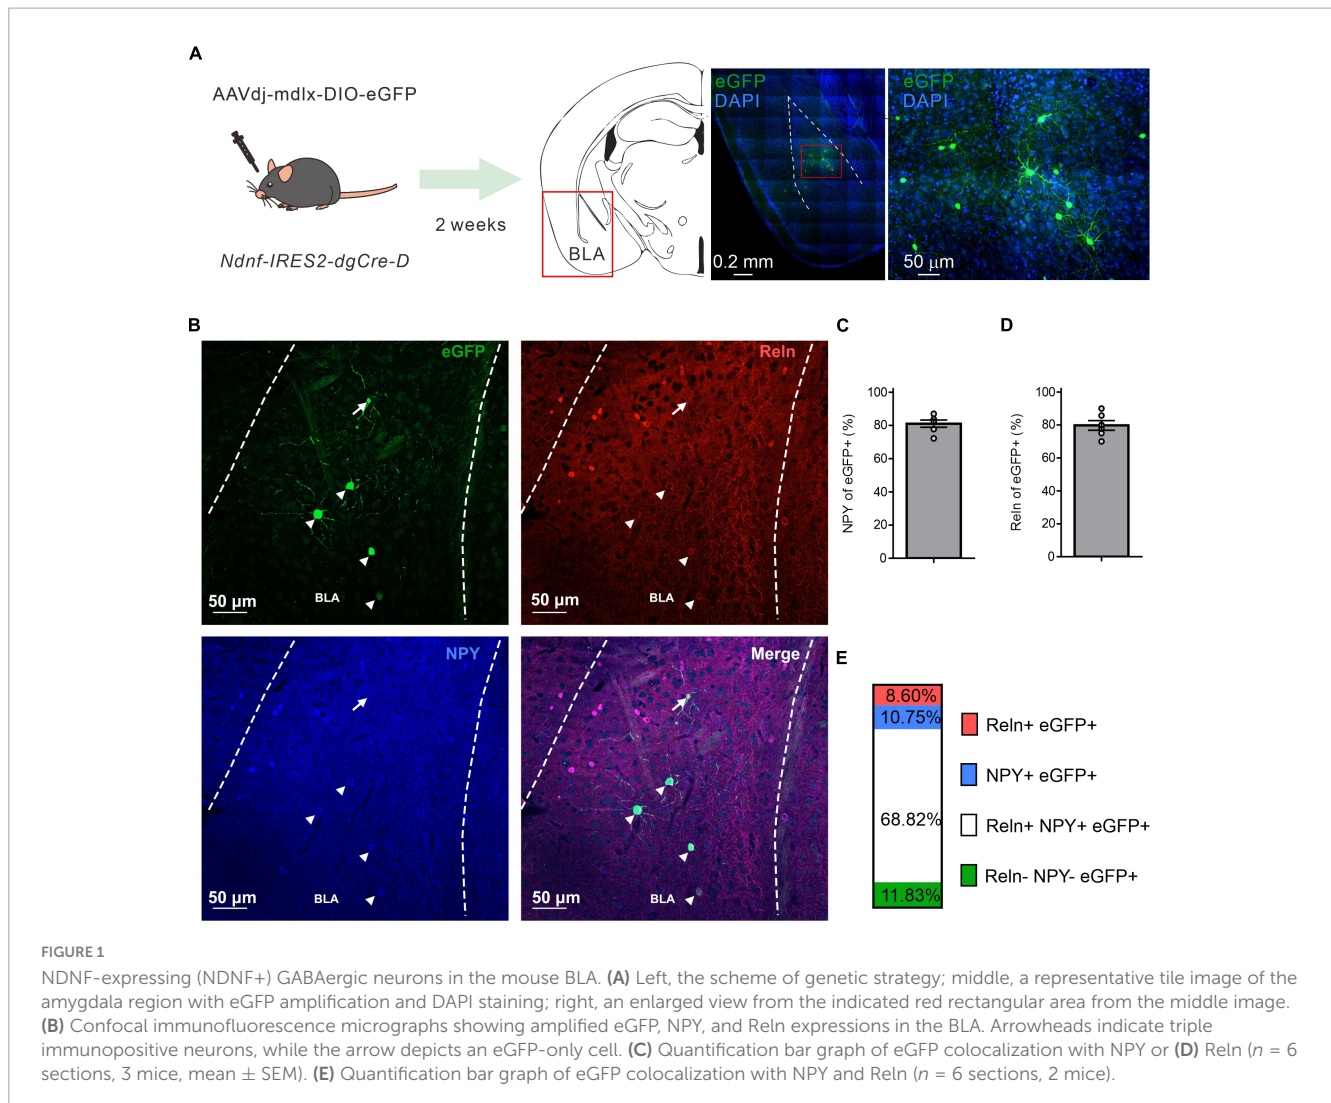 A
AAVdj-mdlx-DIO-eGFP
Ndnf-IRES2-dgCre-D
2 weeks
BLA
eGFP
DAPI
0.2 mm
eGFP
DAPI
50 µm
B
eGFP
BLA
50 µm
Reln
BLA
50 µm
NPY
BLA
50 µm
Merge
BLA
50 µm
C
NPY of eGFP+ (%)
100
80
60
40
20
0
D
Reln of eGFP+ (%)
100
80
60
40
20
0
E
8.60%
10.75%
68.82%
11.83%
Reln+ eGFP+
NPY+ eGFP+
Reln+ NPY+ eGFP+
Reln- NPY- eGFP+
FIGURE 1
NDNF-expressing (NDNF+) GABAergic neurons in the mouse BLA. (A) Left, the scheme of genetic strategy; middle, a representative tile image of the
amygdala region with eGFP amplification and DAPI staining; right, an enlarged view from the indicated red rectangular area from the middle image.
(B) Confocal immunofluorescence micrographs showing amplified eGFP, NPY, and Reln expressions in the BLA. Arrowheads indicate triple
immunopositive neurons, while the arrow depicts an eGFP-only cell. (C) Quantification bar graph of eGFP colocalization with NPY or (D) Reln (n = 6
sections, 3 mice, mean ± SEM). (E) Quantification bar graph of eGFP colocalization with NPY and Reln (n = 6 sections, 2 mice).